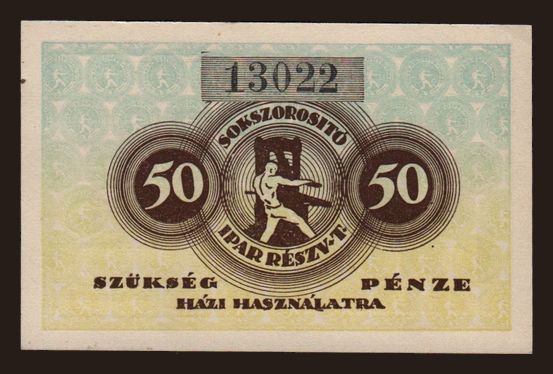 13022
SOKSZOROSITÓ
50 50
IPAR RÉSZV.-T.
SZÜKSÉG PÉNZE
HÁZI HASZNÁLATRA